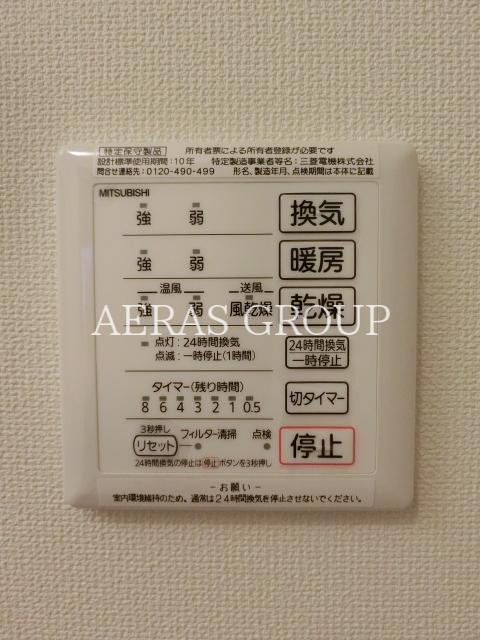 特定保守製品 所有者票による所有者登録が必要です
設計標準使用期間:10年 特定製造事業者等名:三菱電機株式会社
問合せ連絡先:0120-490-499 形名、製造年月、点検期間は本体に記載
MITSUBISHI
強 弱 換気
強 弱 暖房
温風 送風
強 弱 風乾燥 乾燥
AERAS GROUP
点灯:24時間換気
点滅:一時停止(1時間)
24時間換気
一時停止
タイマー(残り時間)
8 6 4 3 2 1 0.5
切タイマー
3秒押し
リセット フィルター清掃 点検
停止
24時間換気の停止は停止ボタンを3秒押し
-お願い-
室内環境維持のため、通常は24時間換気を停止させないでください。